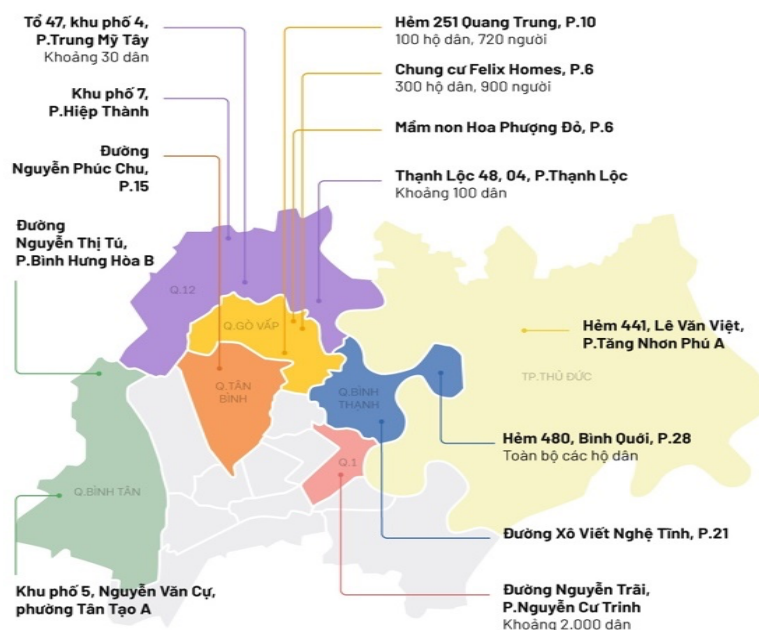 Tổ 47, khu phố 4,
P.Trung Mỹ Tây
Khoảng 30 dân
Khu phố 7,
P.Hiệp Thành
Đường
Nguyễn Phúc Chu,
P.15
Đường
Nguyễn Thị Tú,
P.Bình Hưng Hòa B
Hẻm 251 Quang Trung, P.10
100 hộ dân, 720 người
Chung cư Felix Homes, P.6
300 hộ dân, 900 người
Mầm non Hoa Phượng Đỏ, P.6
Thạnh Lộc 48, 04, P.Thạnh Lộc
Khoảng 100 dân
Q.12
Q.GÒ VẤP
Q.TÂN
BÌNH
Q.BÌNH
THẠNH
Q.1
Q.BÌNH TÂN
TP.THỦ ĐỨC
Hẻm 441, Lê Văn Việt,
P.Tăng Nhơn Phú A
Hẻm 480, Bình Quới, P.28
Toàn bộ các hộ dân
Đường Xô Viết Nghệ Tĩnh, P.21
Khu phố 5, Nguyễn Văn Cự,
phường Tân Tạo A
Đường Nguyễn Trãi,
P.Nguyễn Cư Trinh
Khoảng 2.000 dân